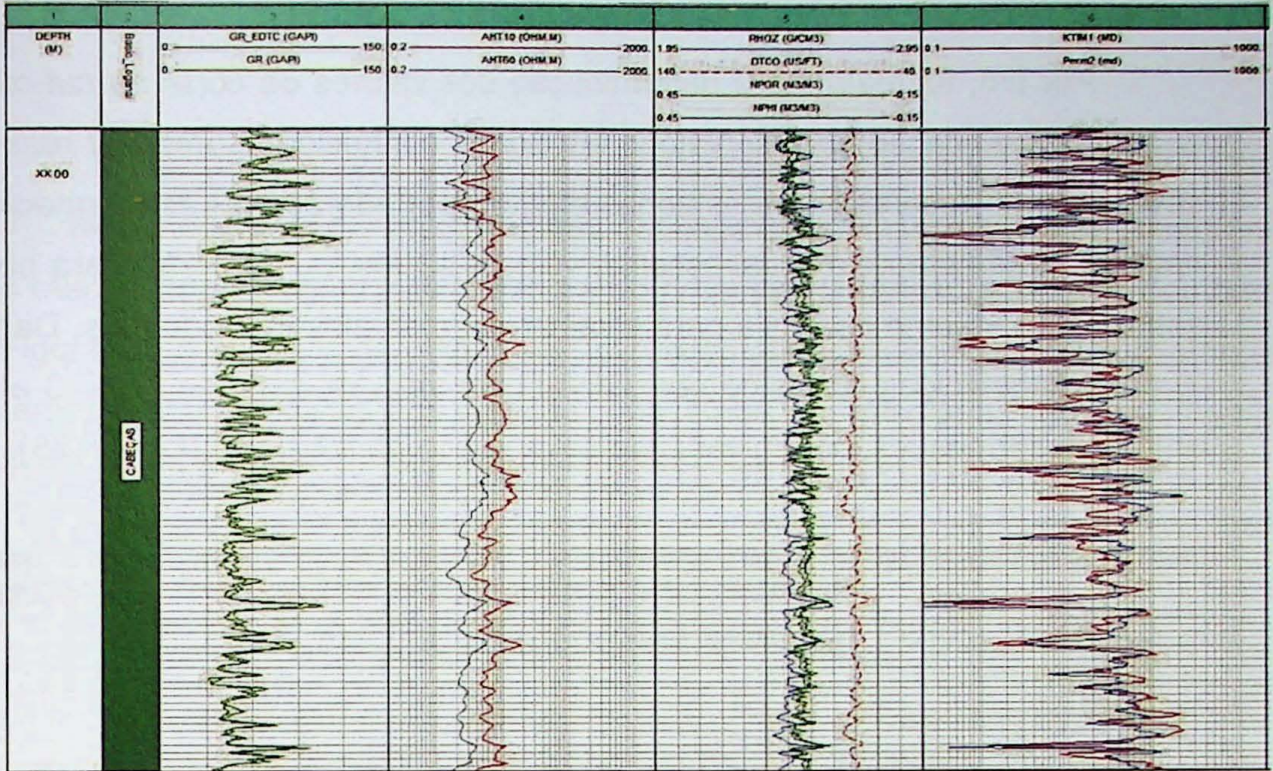 1 2 3 4 5 6
DEPTH (M)
Basic_Logan
GR_EDTC (GAPI)
0. 150.
GR (GAPI)
0. 150.
AHT10 (OHM.M)
0.2 2000.
AHT60 (OHM.M)
0.2 2000.
RHOZ (G/CM3)
1.95 2.95
DTCO (US/FT)
140 40
NPOR (M3/M3)
0.45 -0.15
NPHI (M3/M3)
0.45 -0.15
KTIM1 (MD)
0.1 1000.
Perm2 (md)
0.1 1000.
XX00
CABEÇAS